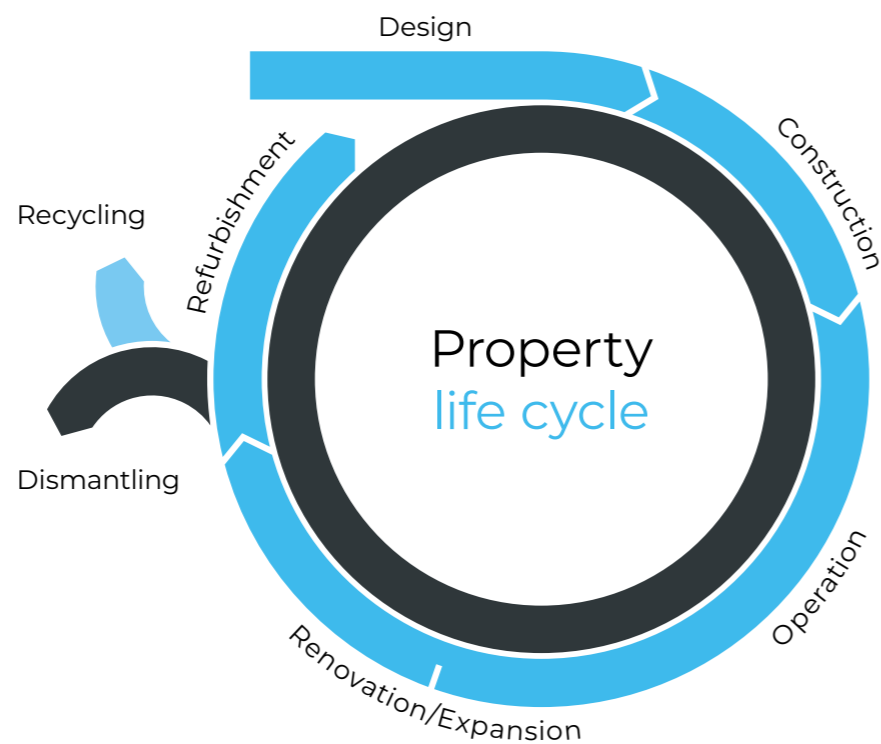 Design
Construction
Refurbishment
Recycling
Property
life cycle
Dismantling
Operation
Renovation/Expansion